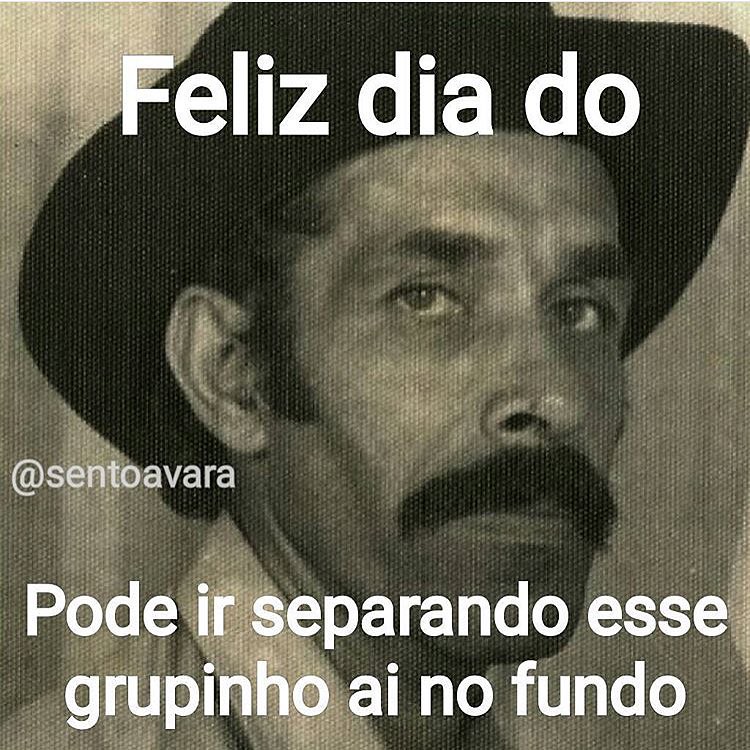 Feliz dia do
@sentoavara
Pode ir separando esse
grupinho ai no fundo